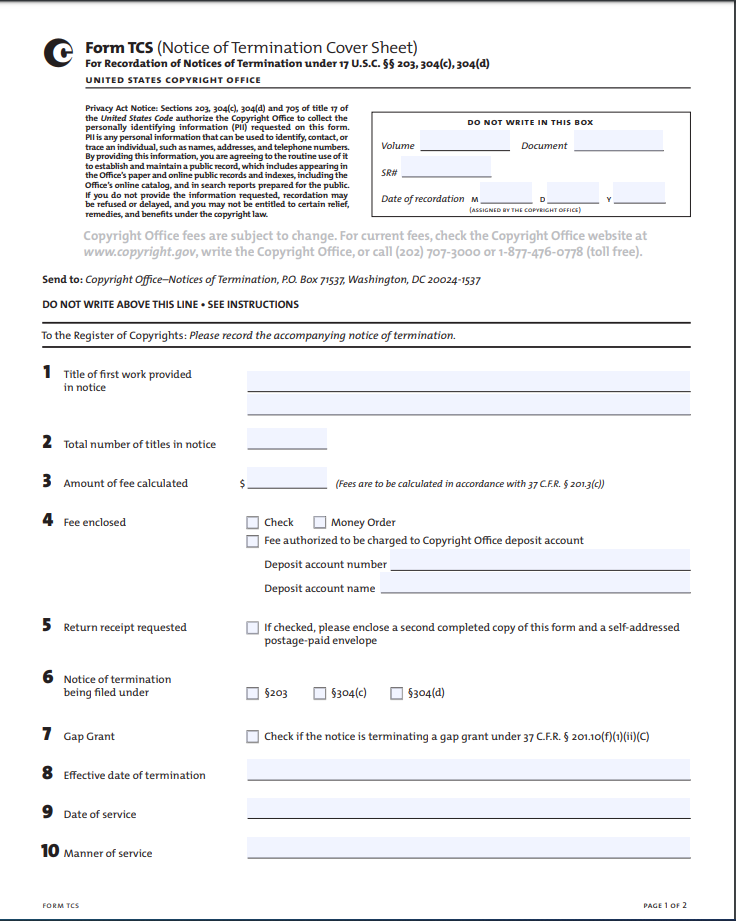 Form TCS (Notice of Termination Cover Sheet)
For Recordation of Notices of Termination under 17 U.S.C. §§ 203, 304(c), 304(d)
UNITED STATES COPYRIGHT OFFICE
Privacy Act Notice: Sections 203, 304(c), 304(d) and 705 of title 17 of
the United States Code authorize the Copyright Office to collect the
personally identifying information (PII) requested on this form.
PII is any personal information that can be used to identify, contact, or
trace an individual, such as names, addresses, and telephone numbers.
By providing this information, you are agreeing to the routine use of it
to establish and maintain a public record, which includes appearing in
the Office's paper and online public records and indexes, including the
Office's online catalog, and in search reports prepared for the public.
If you do not provide the information requested, recordation may
be refused or delayed, and you may not be entitled to certain relief,
remedies, and benefits under the copyright law.
DO NOT WRITE IN THIS BOX
Volume Document
SR#
Date of recordation M D Y
(ASSIGNED BY THE COPYRIGHT OFFICE)
Copyright Office fees are subject to change. For current fees, check the Copyright Office website at
www.copyright.gov, write the Copyright Office, or call (202) 707-3000 or 1-877-476-0778 (toll free).
Send to: Copyright Office–Notices of Termination, P.O. Box 71537, Washington, DC 20024-1537
DO NOT WRITE ABOVE THIS LINE • SEE INSTRUCTIONS
To the Register of Copyrights: Please record the accompanying notice of termination.
1 Title of first work provided
in notice
2 Total number of titles in notice
3 Amount of fee calculated $ (Fees are to be calculated in accordance with 37 C.F.R. § 201.3(c))
4 Fee enclosed Check Money Order
Fee authorized to be charged to Copyright Office deposit account
Deposit account number
Deposit account name
5 Return receipt requested If checked, please enclose a second completed copy of this form and a self-addressed
postage-paid envelope
6 Notice of termination
being filed under §203 §304(c) §304(d)
7 Gap Grant Check if the notice is terminating a gap grant under 37 C.F.R. § 201.10(f)(1)(ii)(C)
8 Effective date of termination
9 Date of service
10 Manner of service
FORM TCS PAGE 1 OF 2